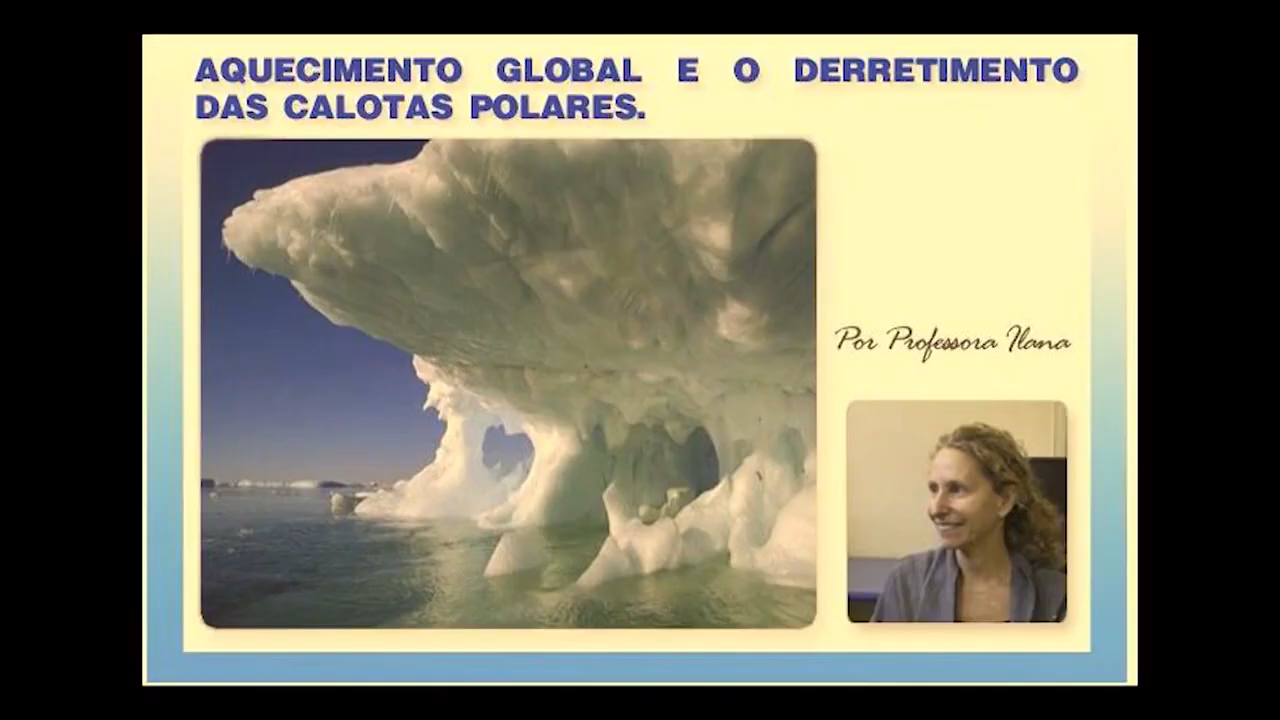 AQUECIMENTO GLOBAL E O DERRETIMENTO
DAS CALOTAS POLARES.
Por Professora Ilana